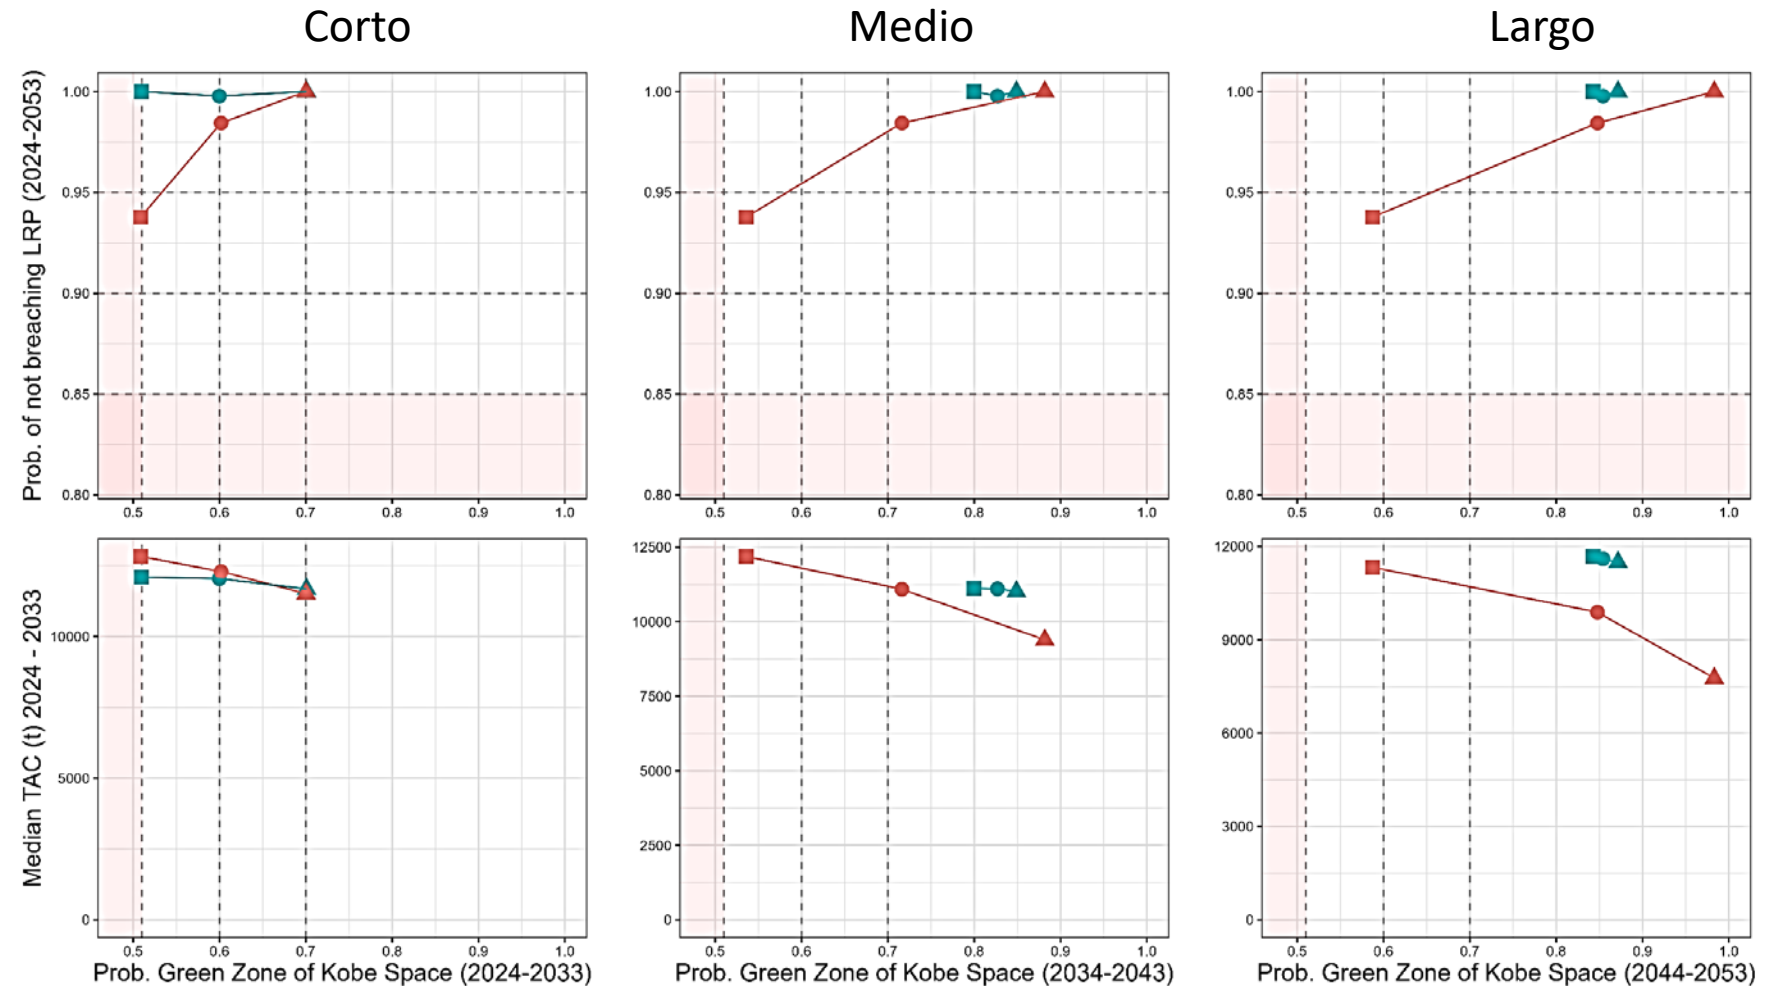 Corto
Medio
Largo
Prob. of not breaching LRP (2024-2053)
1.00
0.95
0.90
0.85
0.80
0.5 0.6 0.7 0.8 0.9 1.0
1.00
0.95
0.90
0.85
0.80
0.5 0.6 0.7 0.8 0.9 1.0
1.00
0.95
0.90
0.85
0.80
0.5 0.6 0.7 0.8 0.9 1.0
Median TAC (t) 2024 - 2033
10000
5000
0
0.5 0.6 0.7 0.8 0.9 1.0
Prob. Green Zone of Kobe Space (2024-2033)
12500
10000
7500
5000
2500
0
0.5 0.6 0.7 0.8 0.9 1.0
Prob. Green Zone of Kobe Space (2034-2043)
12000
9000
6000
3000
0
0.5 0.6 0.7 0.8 0.9 1.0
Prob. Green Zone of Kobe Space (2044-2053)